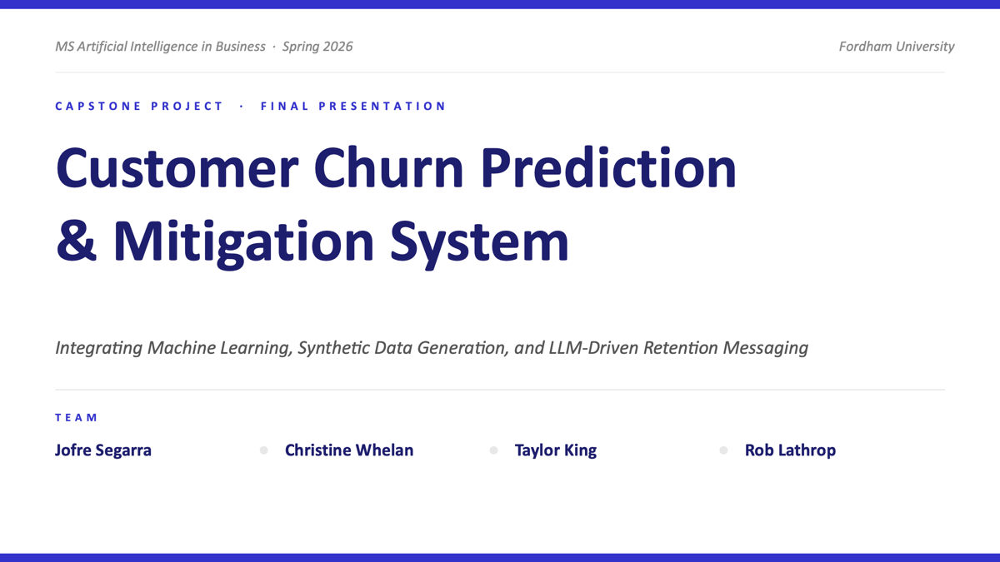 MS Artificial Intelligence in Business · Spring 2026
Fordham University
CAPSTONE PROJECT · FINAL PRESENTATION
Customer Churn Prediction
& Mitigation System
Integrating Machine Learning, Synthetic Data Generation, and LLM-Driven Retention Messaging
TEAM
Jofre Segarra
Christine Whelan
Taylor King
Rob Lathrop